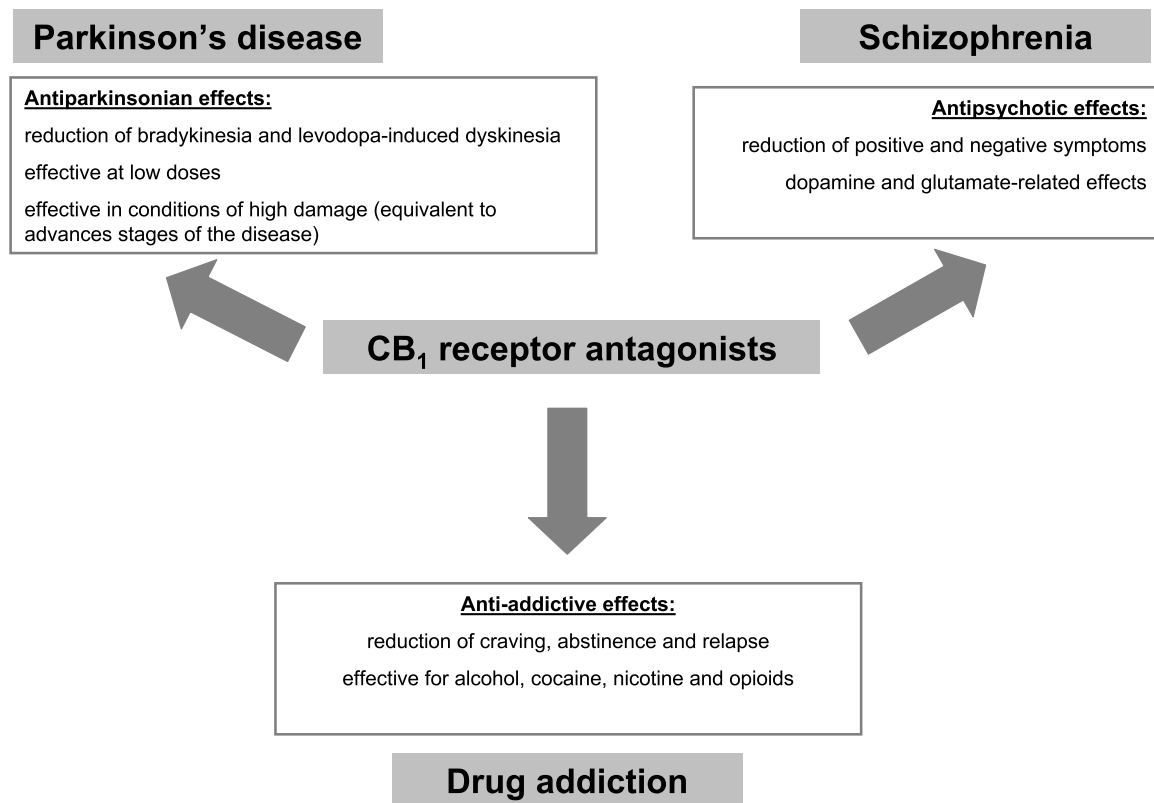 Parkinson’s disease
Antiparkinsonian effects:
reduction of bradykinesia and levodopa-induced dyskinesia
effective at low doses
effective in conditions of high damage (equivalent to
advances stages of the disease)
Schizophrenia
Antipsychotic effects:
reduction of positive and negative symptoms
dopamine and glutamate-related effects
CB₁ receptor antagonists
Anti-addictive effects:
reduction of craving, abstinence and relapse
effective for alcohol, cocaine, nicotine and opioids
Drug addiction